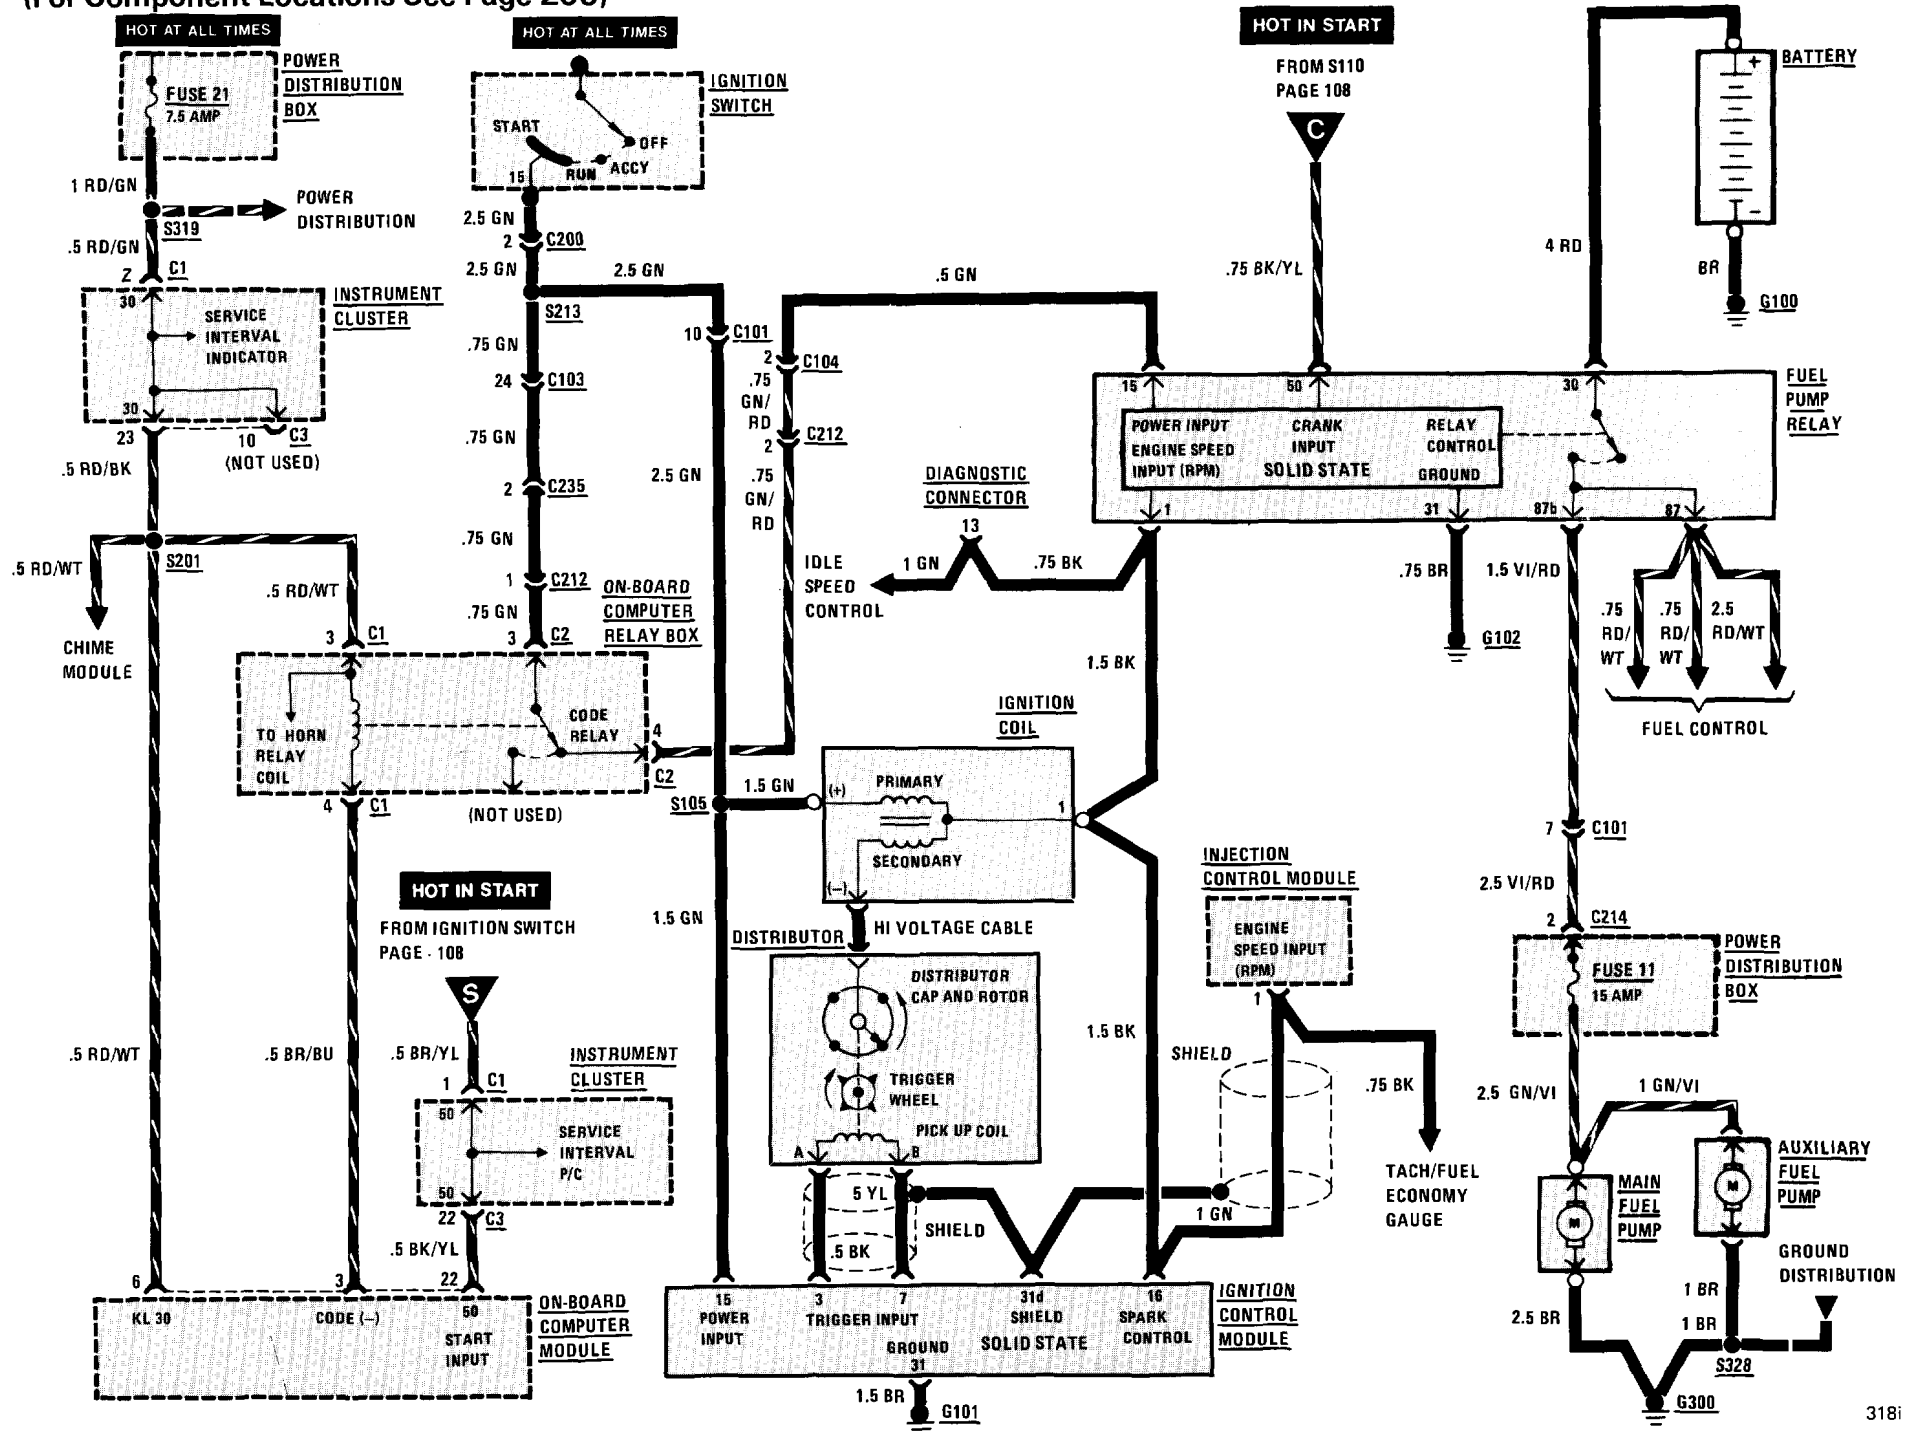 (For Component Locations See Page 203)
HOT AT ALL TIMES
POWER
DISTRIBUTION
BOX
FUSE 21
7.5 AMP
1 RD/GN
POWER
DISTRIBUTION
S319
.5 RD/GN
2
C1
30
INSTRUMENT
CLUSTER
SERVICE
INTERVAL
INDICATOR
30
23
10
C3
(NOT USED)
.5 RD/BK
S201
.5 RD/WT
CHIME
MODULE
.5 RD/WT
3
C1
HOT AT ALL TIMES
IGNITION
SWITCH
START
OFF
ACCY
RUN
15
2.5 GN
2
C200
2.5 GN
2.5 GN
S213
.75 GN
24
C103
.75 GN
2
C235
.75 GN
1
C212
.75 GN
3
C2
ON-BOARD
COMPUTER
RELAY BOX
TO HORN
RELAY
COIL
CODE
RELAY
4
C2
4
C1
(NOT USED)
10
C101
2.5 GN
.5 GN
2
C104
.75
GN/
RD
2
C212
.75
GN/
RD
S105
1.5 GN
1.5 GN
HOT IN START
FROM S110
PAGE 108
C
.75 BK/YL
BATTERY
+
-
4 RD
BR
G100
FUEL
PUMP
RELAY
15
50
30
POWER INPUT
ENGINE SPEED
INPUT (RPM)
CRANK
INPUT
SOLID STATE
RELAY
CONTROL
GROUND
1
31
87b
87
DIAGNOSTIC
CONNECTOR
13
IDLE
SPEED
CONTROL
1 GN
.75 BK
1.5 BK
.75 BR
G102
1.5 VI/RD
.75
RD/
WT
.75
RD/
WT
2.5
RD/WT
FUEL CONTROL
IGNITION
COIL
(+)
PRIMARY
1
SECONDARY
(—)
HI VOLTAGE CABLE
DISTRIBUTOR
DISTRIBUTOR
CAP AND ROTOR
TRIGGER
WHEEL
PICK UP COIL
A
B
5 YL
.5 BK
SHIELD
1.5 BK
INJECTION
CONTROL MODULE
ENGINE
SPEED INPUT
(RPM)
1
SHIELD
.75 BK
1 GN
TACH/FUEL
ECONOMY
GAUGE
7
C101
2.5 VI/RD
2
C214
POWER
DISTRIBUTION
BOX
FUSE 11
15 AMP
2.5 GN/VI
1 GN/VI
AUXILIARY
FUEL
PUMP
M
MAIN
FUEL
PUMP
M
GROUND
DISTRIBUTION
2.5 BR
1 BR
1 BR
S328
G300
HOT IN START
FROM IGNITION SWITCH
PAGE - 108
S
.5 RD/WT
.5 BR/BU
.5 BR/YL
1
C1
INSTRUMENT
CLUSTER
50
SERVICE
INTERVAL
P/C
50
22
C3
.5 BK/YL
6
3
22
KL 30
CODE (—)
50
START
INPUT
ON-BOARD
COMPUTER
MODULE
15
POWER
INPUT
3
7
TRIGGER INPUT
31d
SHIELD
16
SPARK
CONTROL
GROUND
31
SOLID STATE
IGNITION
CONTROL
MODULE
1.5 BR
G101
318i